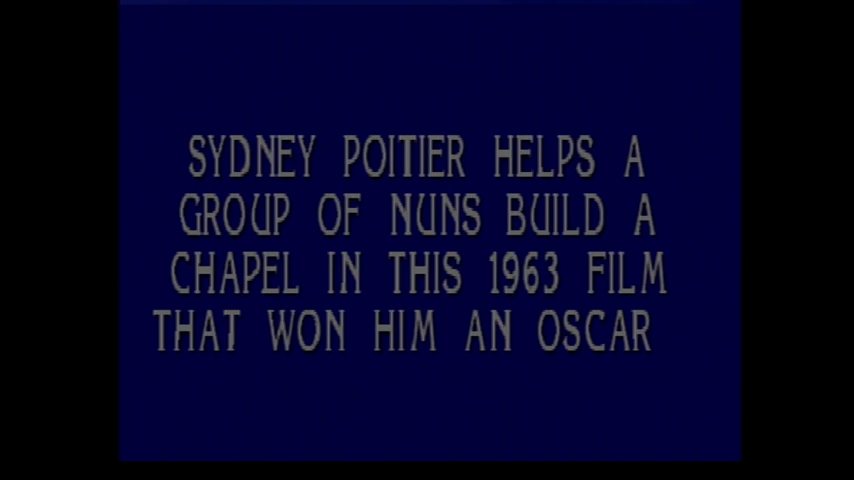 SYDNEY POITIER HELPS A
GROUP OF NUNS BUILD A
CHAPEL IN THIS 1963 FILM
THAT WON HIM AN OSCAR